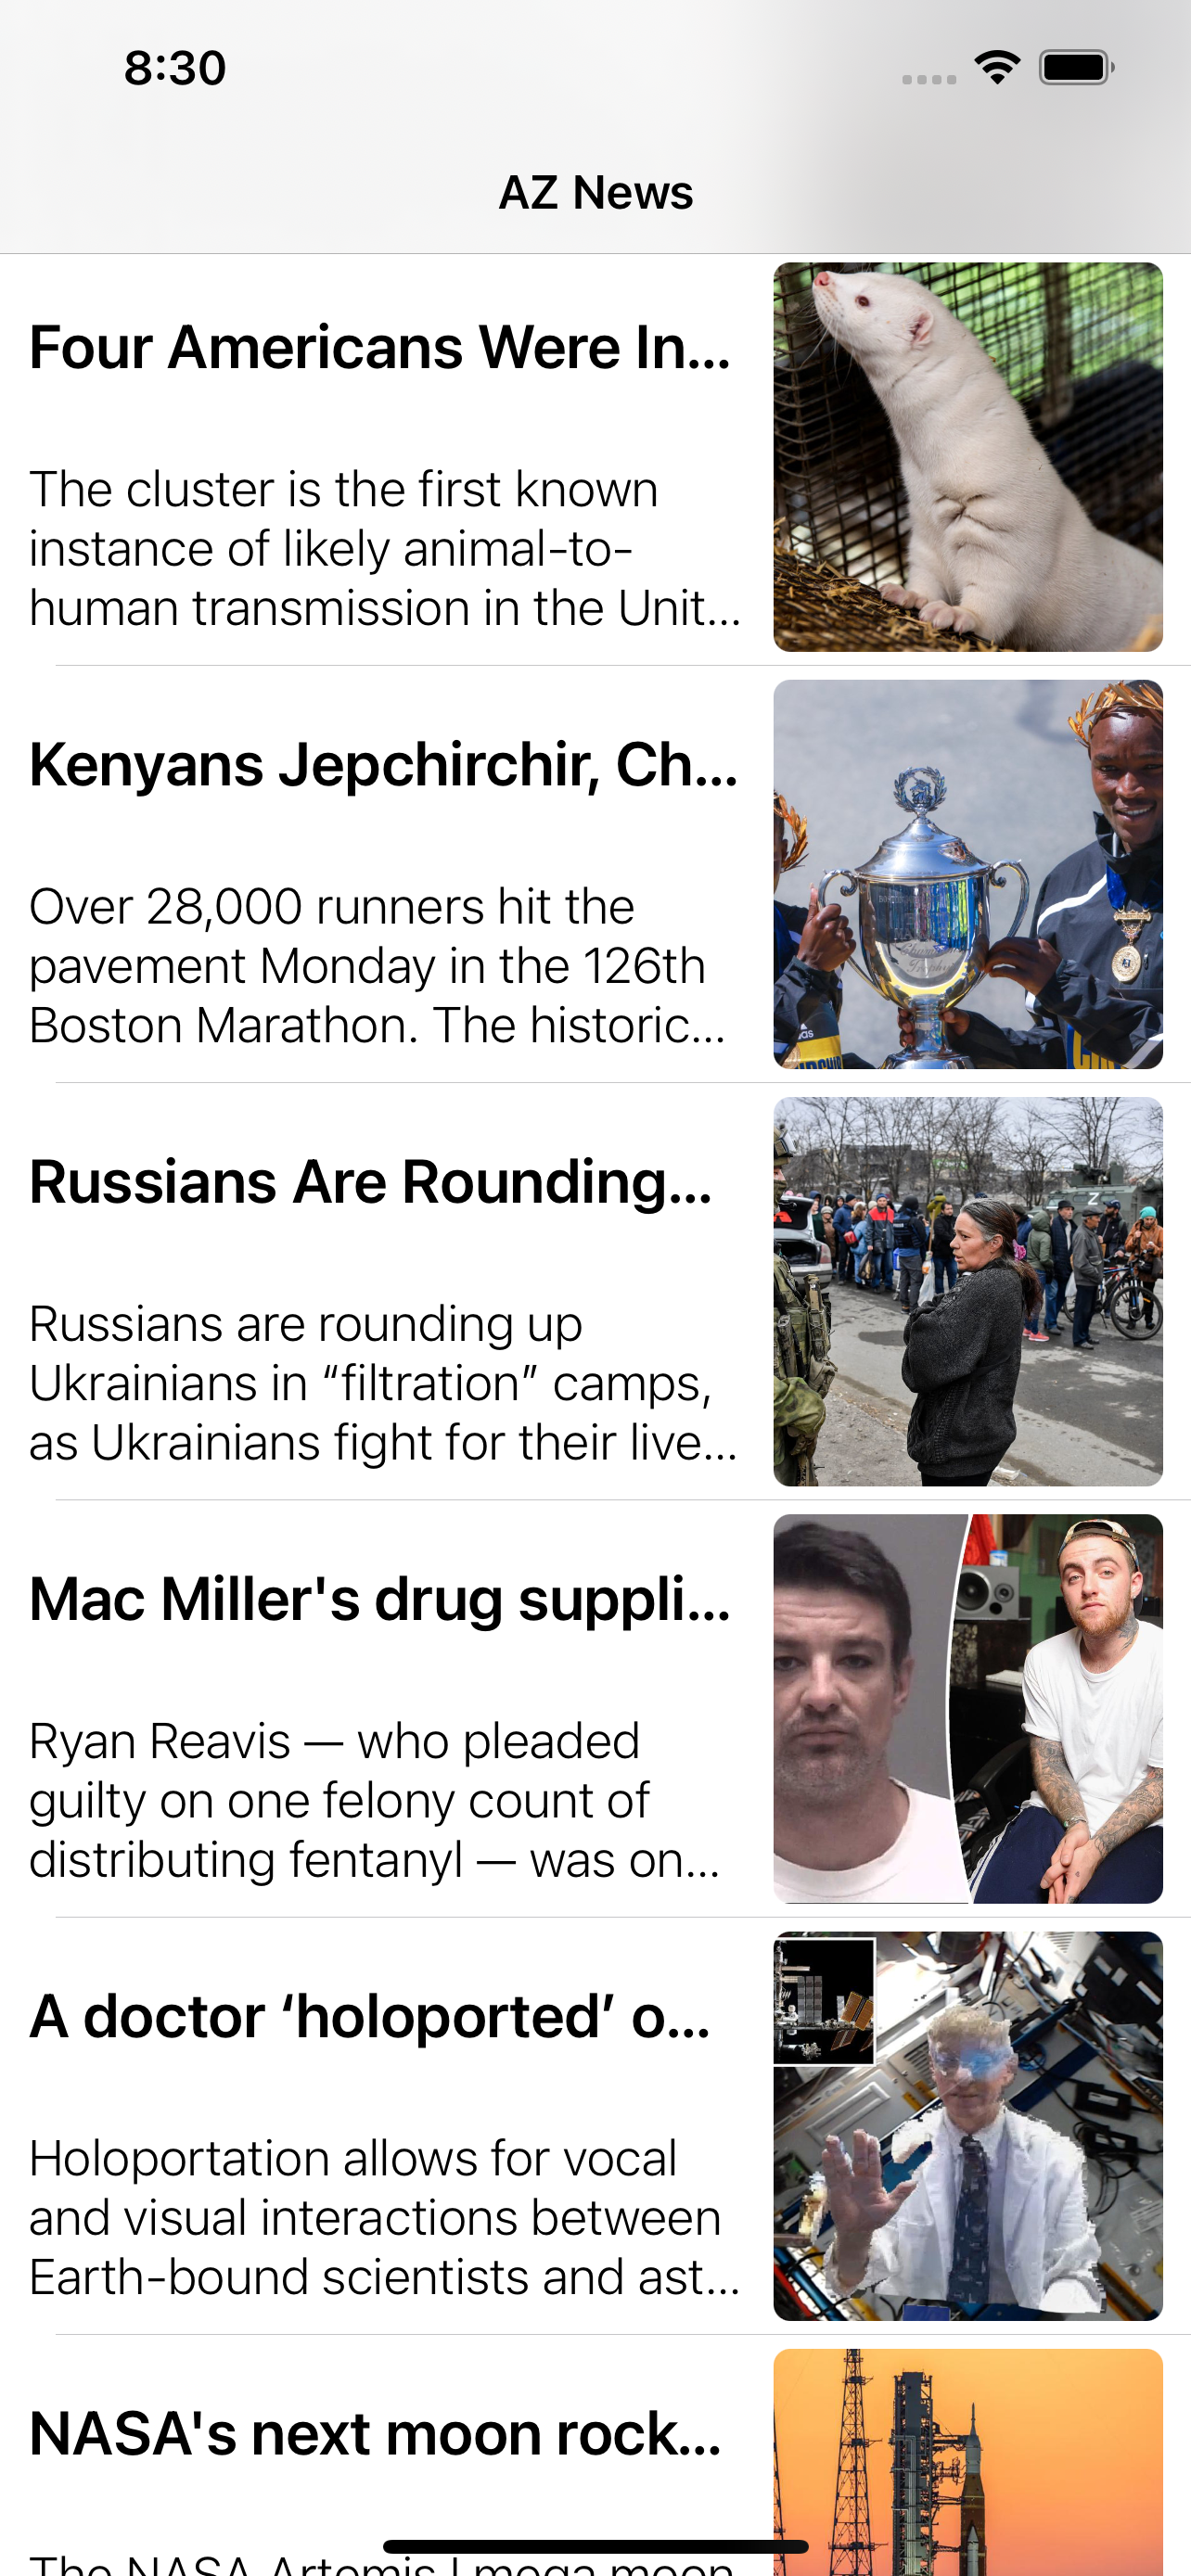 8:30
AZ News
Four Americans Were In...
The cluster is the first known
instance of likely animal-to-
human transmission in the Unit...
Kenyans Jepchirchir, Ch...
Over 28,000 runners hit the
pavement Monday in the 126th
Boston Marathon. The historic...
Russians Are Rounding...
Russians are rounding up
Ukrainians in “filtration” camps,
as Ukrainians fight for their live...
Z
Mac Miller's drug suppli...
Ryan Reavis — who pleaded
guilty on one felony count of
distributing fentanyl — was on...
A doctor ‘holoported’ o...
Holoportation allows for vocal
and visual interactions between
Earth-bound scientists and ast...
NASA's next moon rock...
The NASA Artemis I mega moon